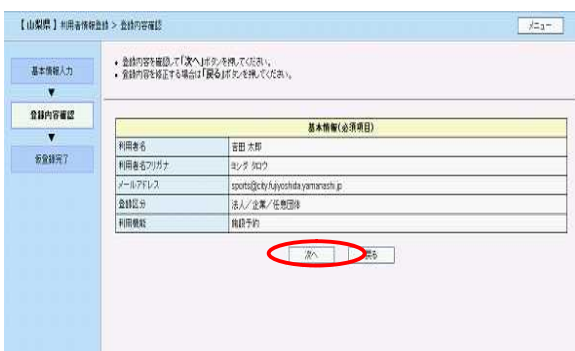 【山梨県】利用者情報登録 > 登録内容確認
メニュー
基本情報入力
▼
登録内容確認
▼
仮登録完了
• 登録内容を確認して「次へ」ボタンを押してください。
• 登録内容を修正する場合は「戻る」ボタンを押してください。
基本情報(必須項目)
利用者名 吉田 太郎
利用者名フリガナ ヨシダ タロウ
メールアドレス sports@city.fujiyoshida.yamanashi.jp
登録区分 法人／企業／任意団体
利用機能 施設予約
次へ 戻る